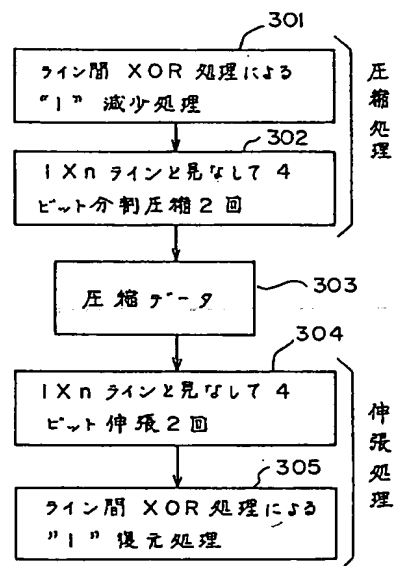 301
ライン間 XOR 処理による
"1" 減少処理
圧縮処理
302
1×n ラインと見なして 4
ビット分割圧縮2回
圧縮データ
303
304
1×n ラインと見なして 4
ビット伸張2回
伸張処理
305
ライン間 XOR 処理による
"1" 復元処理